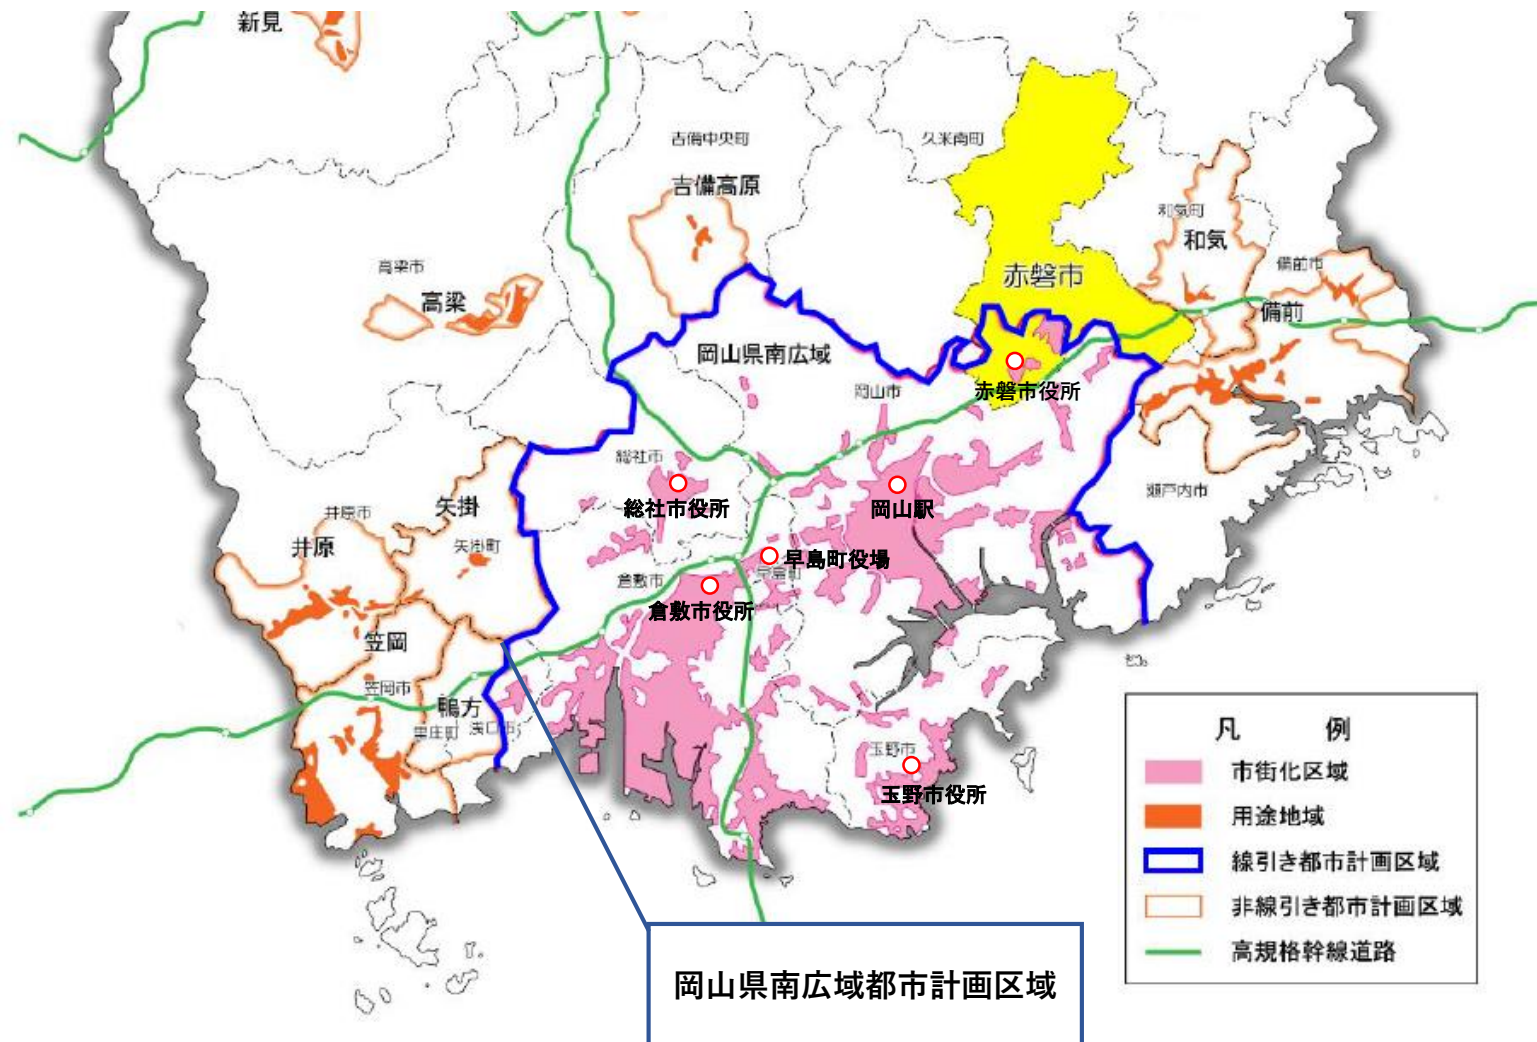 新見
吉備中央町
久米南町
吉備高原
和気町
和気
高梁市
赤磐市
備前市
高梁
備前
岡山県南広域
岡山市
赤磐市役所
総社市
矢掛
瀬戸内市
総社市役所
岡山駅
井原市
井原
矢掛町
早島町役場
早島町
倉敷市
倉敷市役所
笠岡
笠岡市
鴨方
里庄町
浅口市
玉野市
玉野市役所
凡 例
市街化区域
用途地域
線引き都市計画区域
非線引き都市計画区域
高規格幹線道路
岡山県南広域都市計画区域